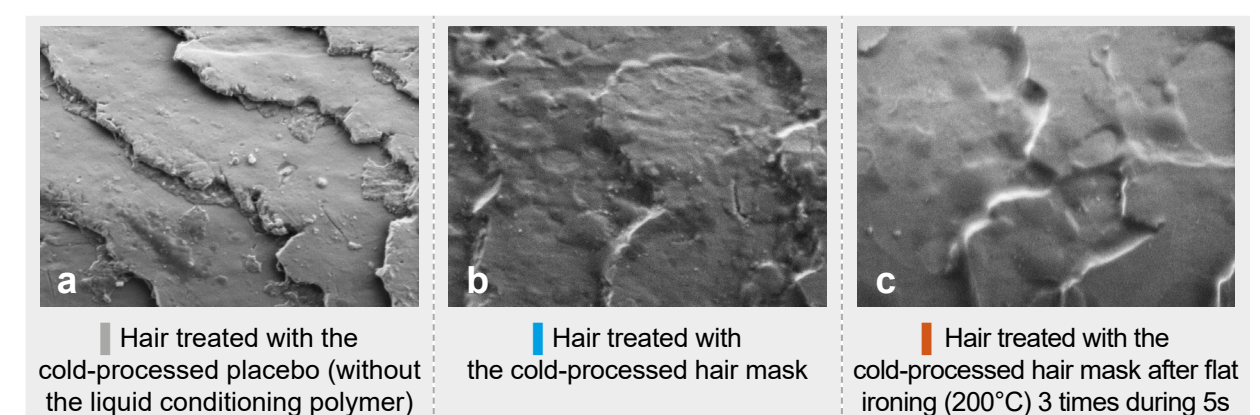 a
Hair treated with the
cold-processed placebo (without
the liquid conditioning polymer)
b
Hair treated with
the cold-processed hair mask
c
Hair treated with the
cold-processed hair mask after flat
ironing (200°C) 3 times during 5s